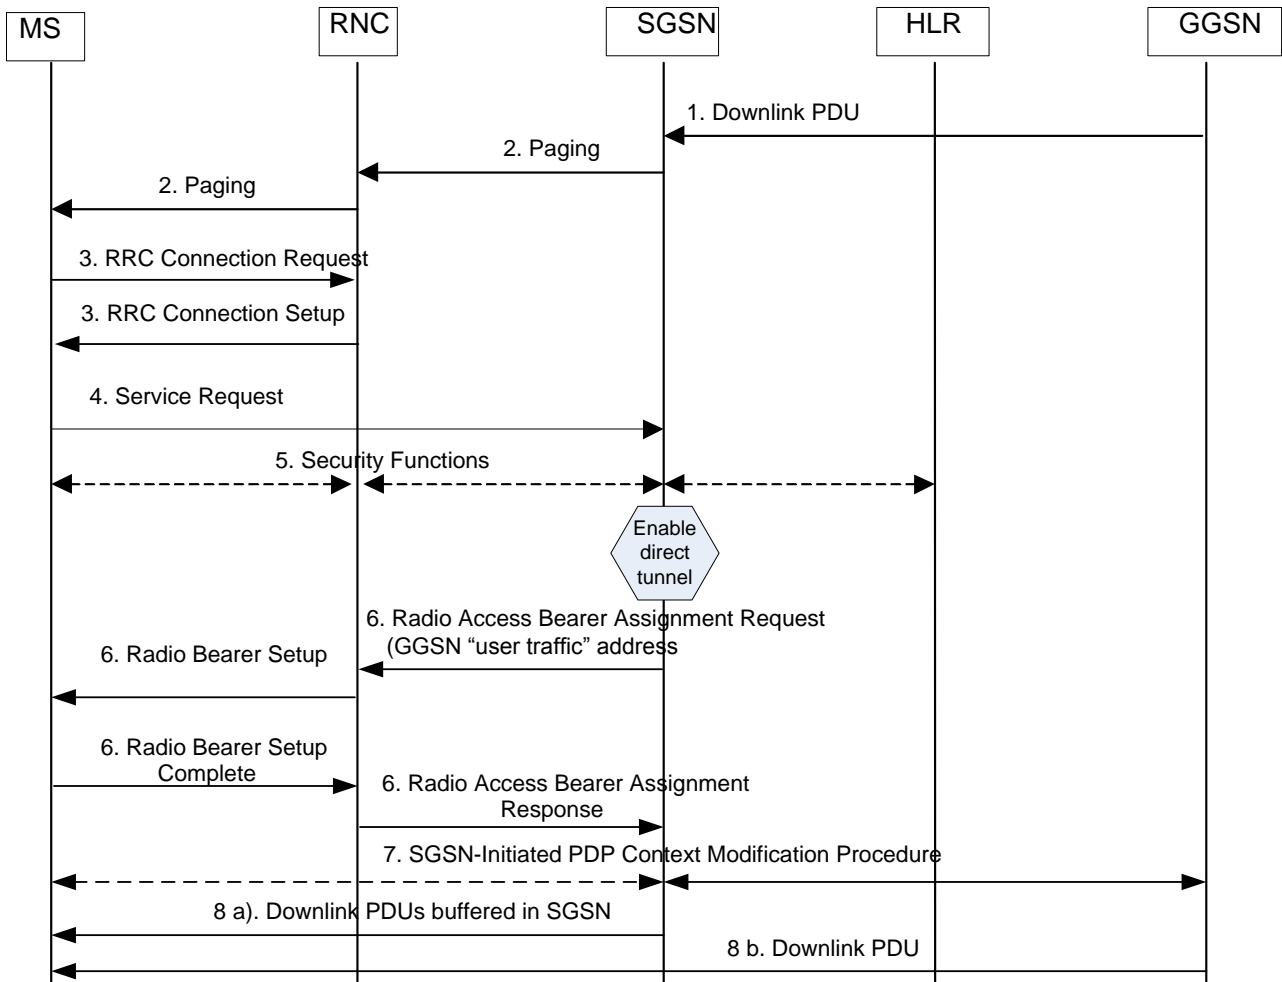 MS
RNC
SGSN
HLR
GGSN
1. Downlink PDU
2. Paging
2. Paging
3. RRC Connection Request
3. RRC Connection Setup
4. Service Request
5. Security Functions
Enable
direct
tunnel
6. Radio Access Bearer Assignment Request
(GGSN “user traffic” address
6. Radio Bearer Setup
6. Radio Bearer Setup
Complete
6. Radio Access Bearer Assignment
Response
7. SGSN-Initiated PDP Context Modification Procedure
8 a). Downlink PDUs buffered in SGSN
8 b. Downlink PDU